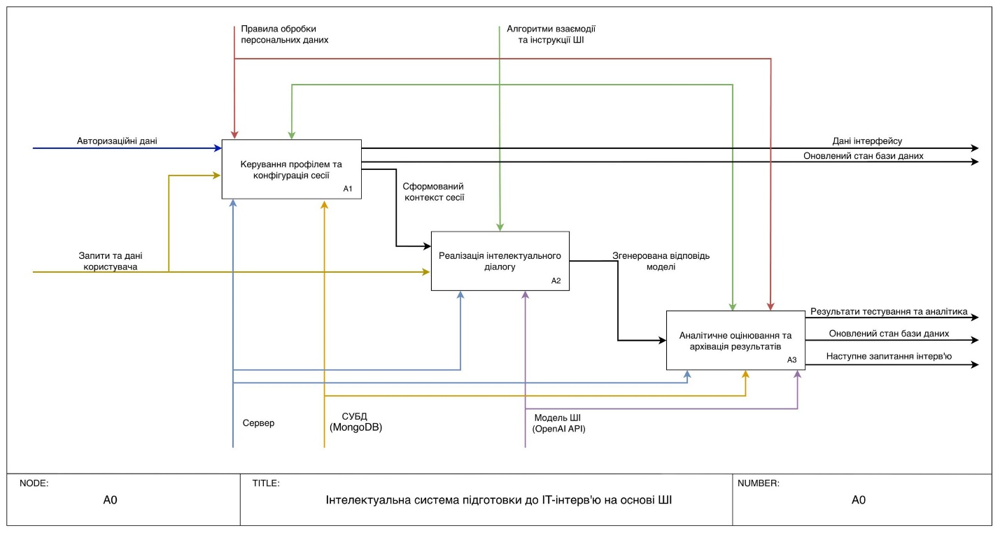 Правила обробки
персональних даних
Алгоритми взаємодії
та інструкції ШІ
Авторизаційні дані
Дані інтерфейсу
Оновлений стан бази даних
Керування профілем та
конфігурація сесії
A1
Сформований
контекст сесії
Запити та дані
користувача
Реалізація інтелектуального
діалогу
A2
Згенерована відповідь
моделі
Результати тестування та аналітика
Аналітичне оцінювання та
архівація результатів
A3
Оновлений стан бази даних
Наступне запитання інтерв'ю
Сервер
СУБД
(MongoDB)
Модель ШІ
(OpenAI API)
NODE:
A0
TITLE:
Інтелектуальна система підготовки до ІТ-інтерв'ю на основі ШІ
NUMBER:
A0